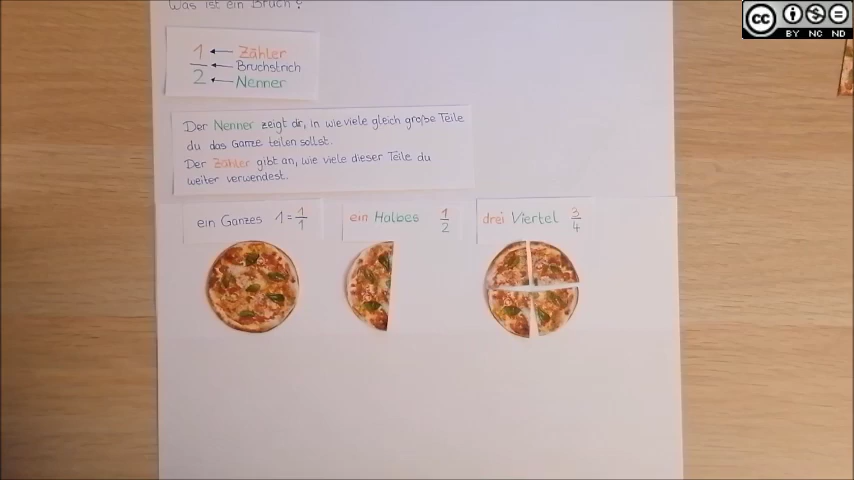 Was ist ein Bruch?
1 Zähler
Bruchstrich
2 Nenner
Der Nenner zeigt dir, in wie viele gleich große Teile
du das Ganze teilen sollst.
Der Zähler gibt an, wie viele dieser Teile du
weiter verwendest.
ein Ganzes 1 = 1/1
ein Halbes 1/2
drei Viertel 3/4
cc
BY NC ND